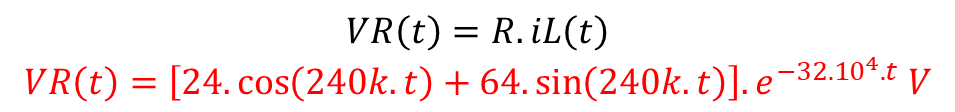 VR(t) = R. iL(t)
VR(t) = [24. cos(240k. t) + 64. sin(240k. t)]. e^{−32.10^{4}.t} V